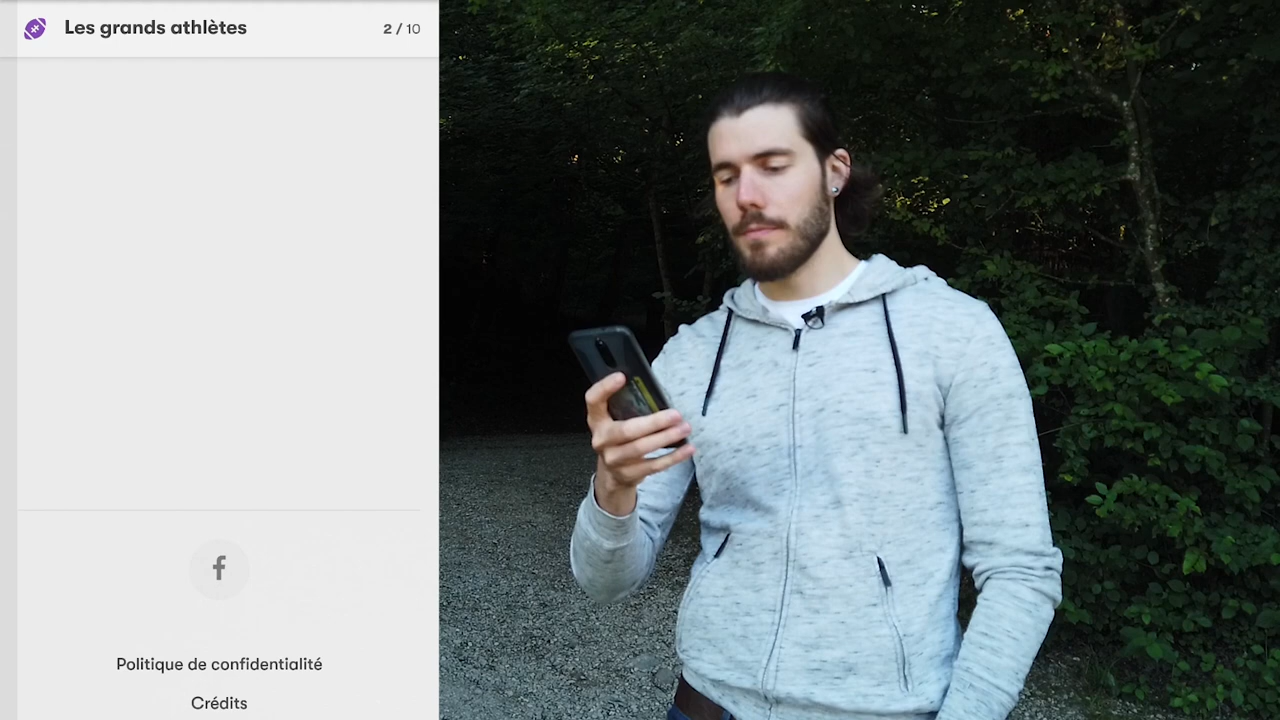 Les grands athlètes
2 / 10
Politique de confidentialité
Crédits